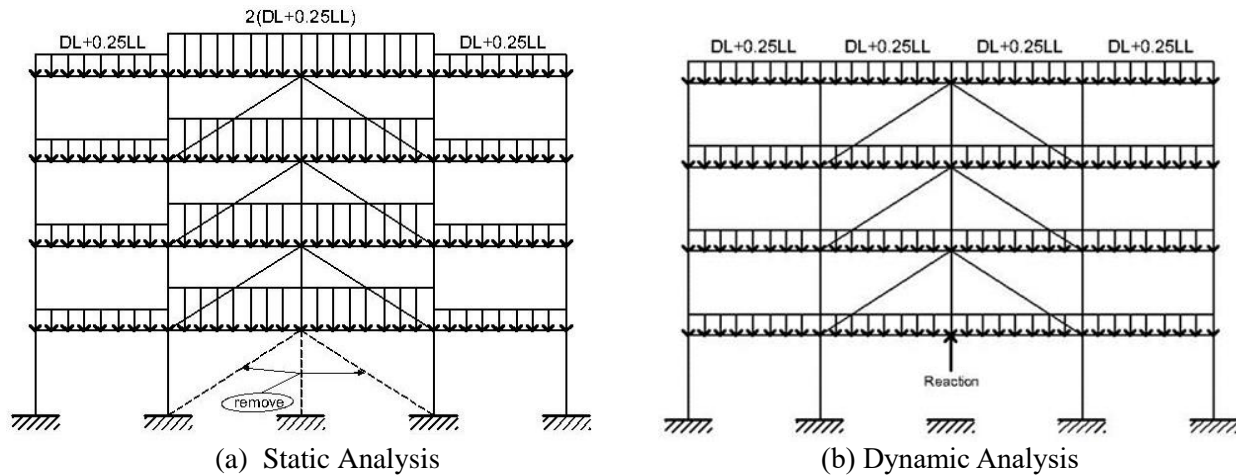 2(DL+0.25LL)
DL+0.25LL DL+0.25LL
remove
(a) Static Analysis
DL+0.25LL DL+0.25LL DL+0.25LL DL+0.25LL
Reaction
(b) Dynamic Analysis